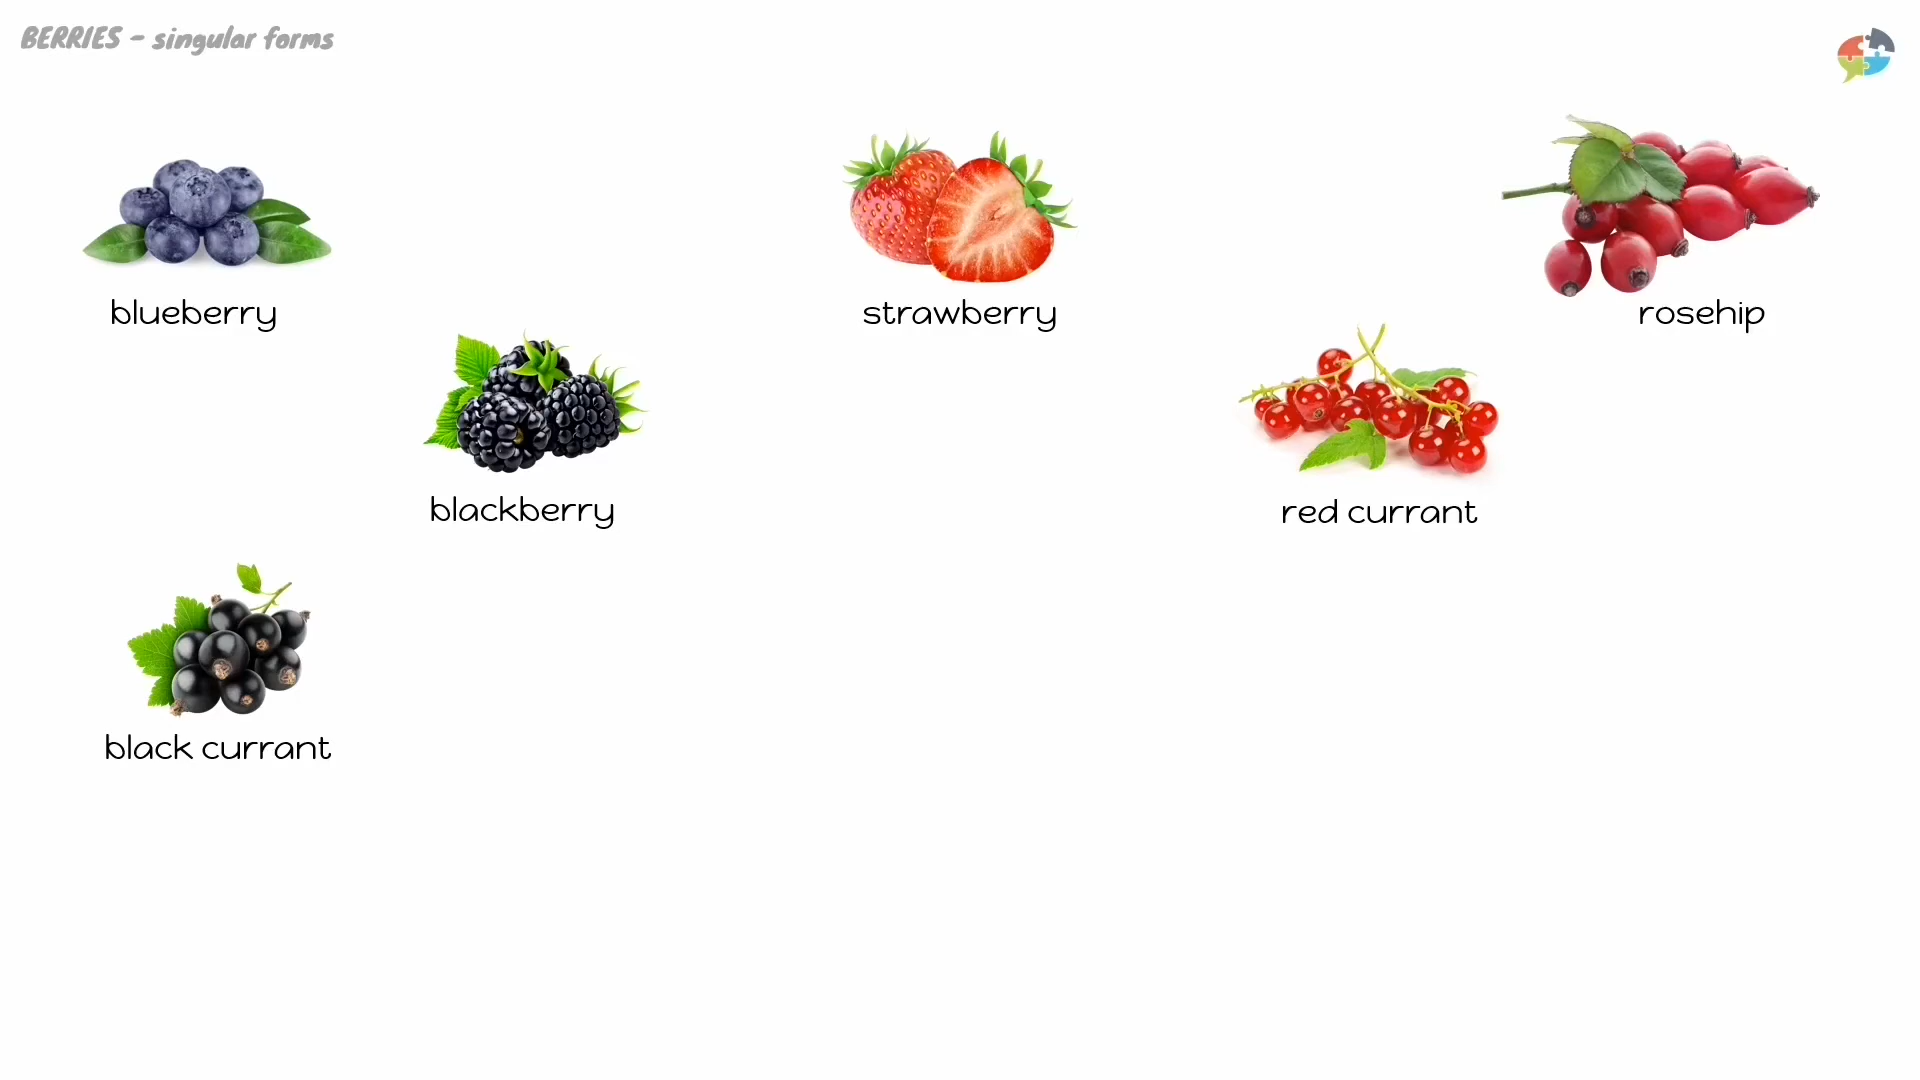 BERRIES - singular forms
blueberry
strawberry
rosehip
blackberry
red currant
black currant